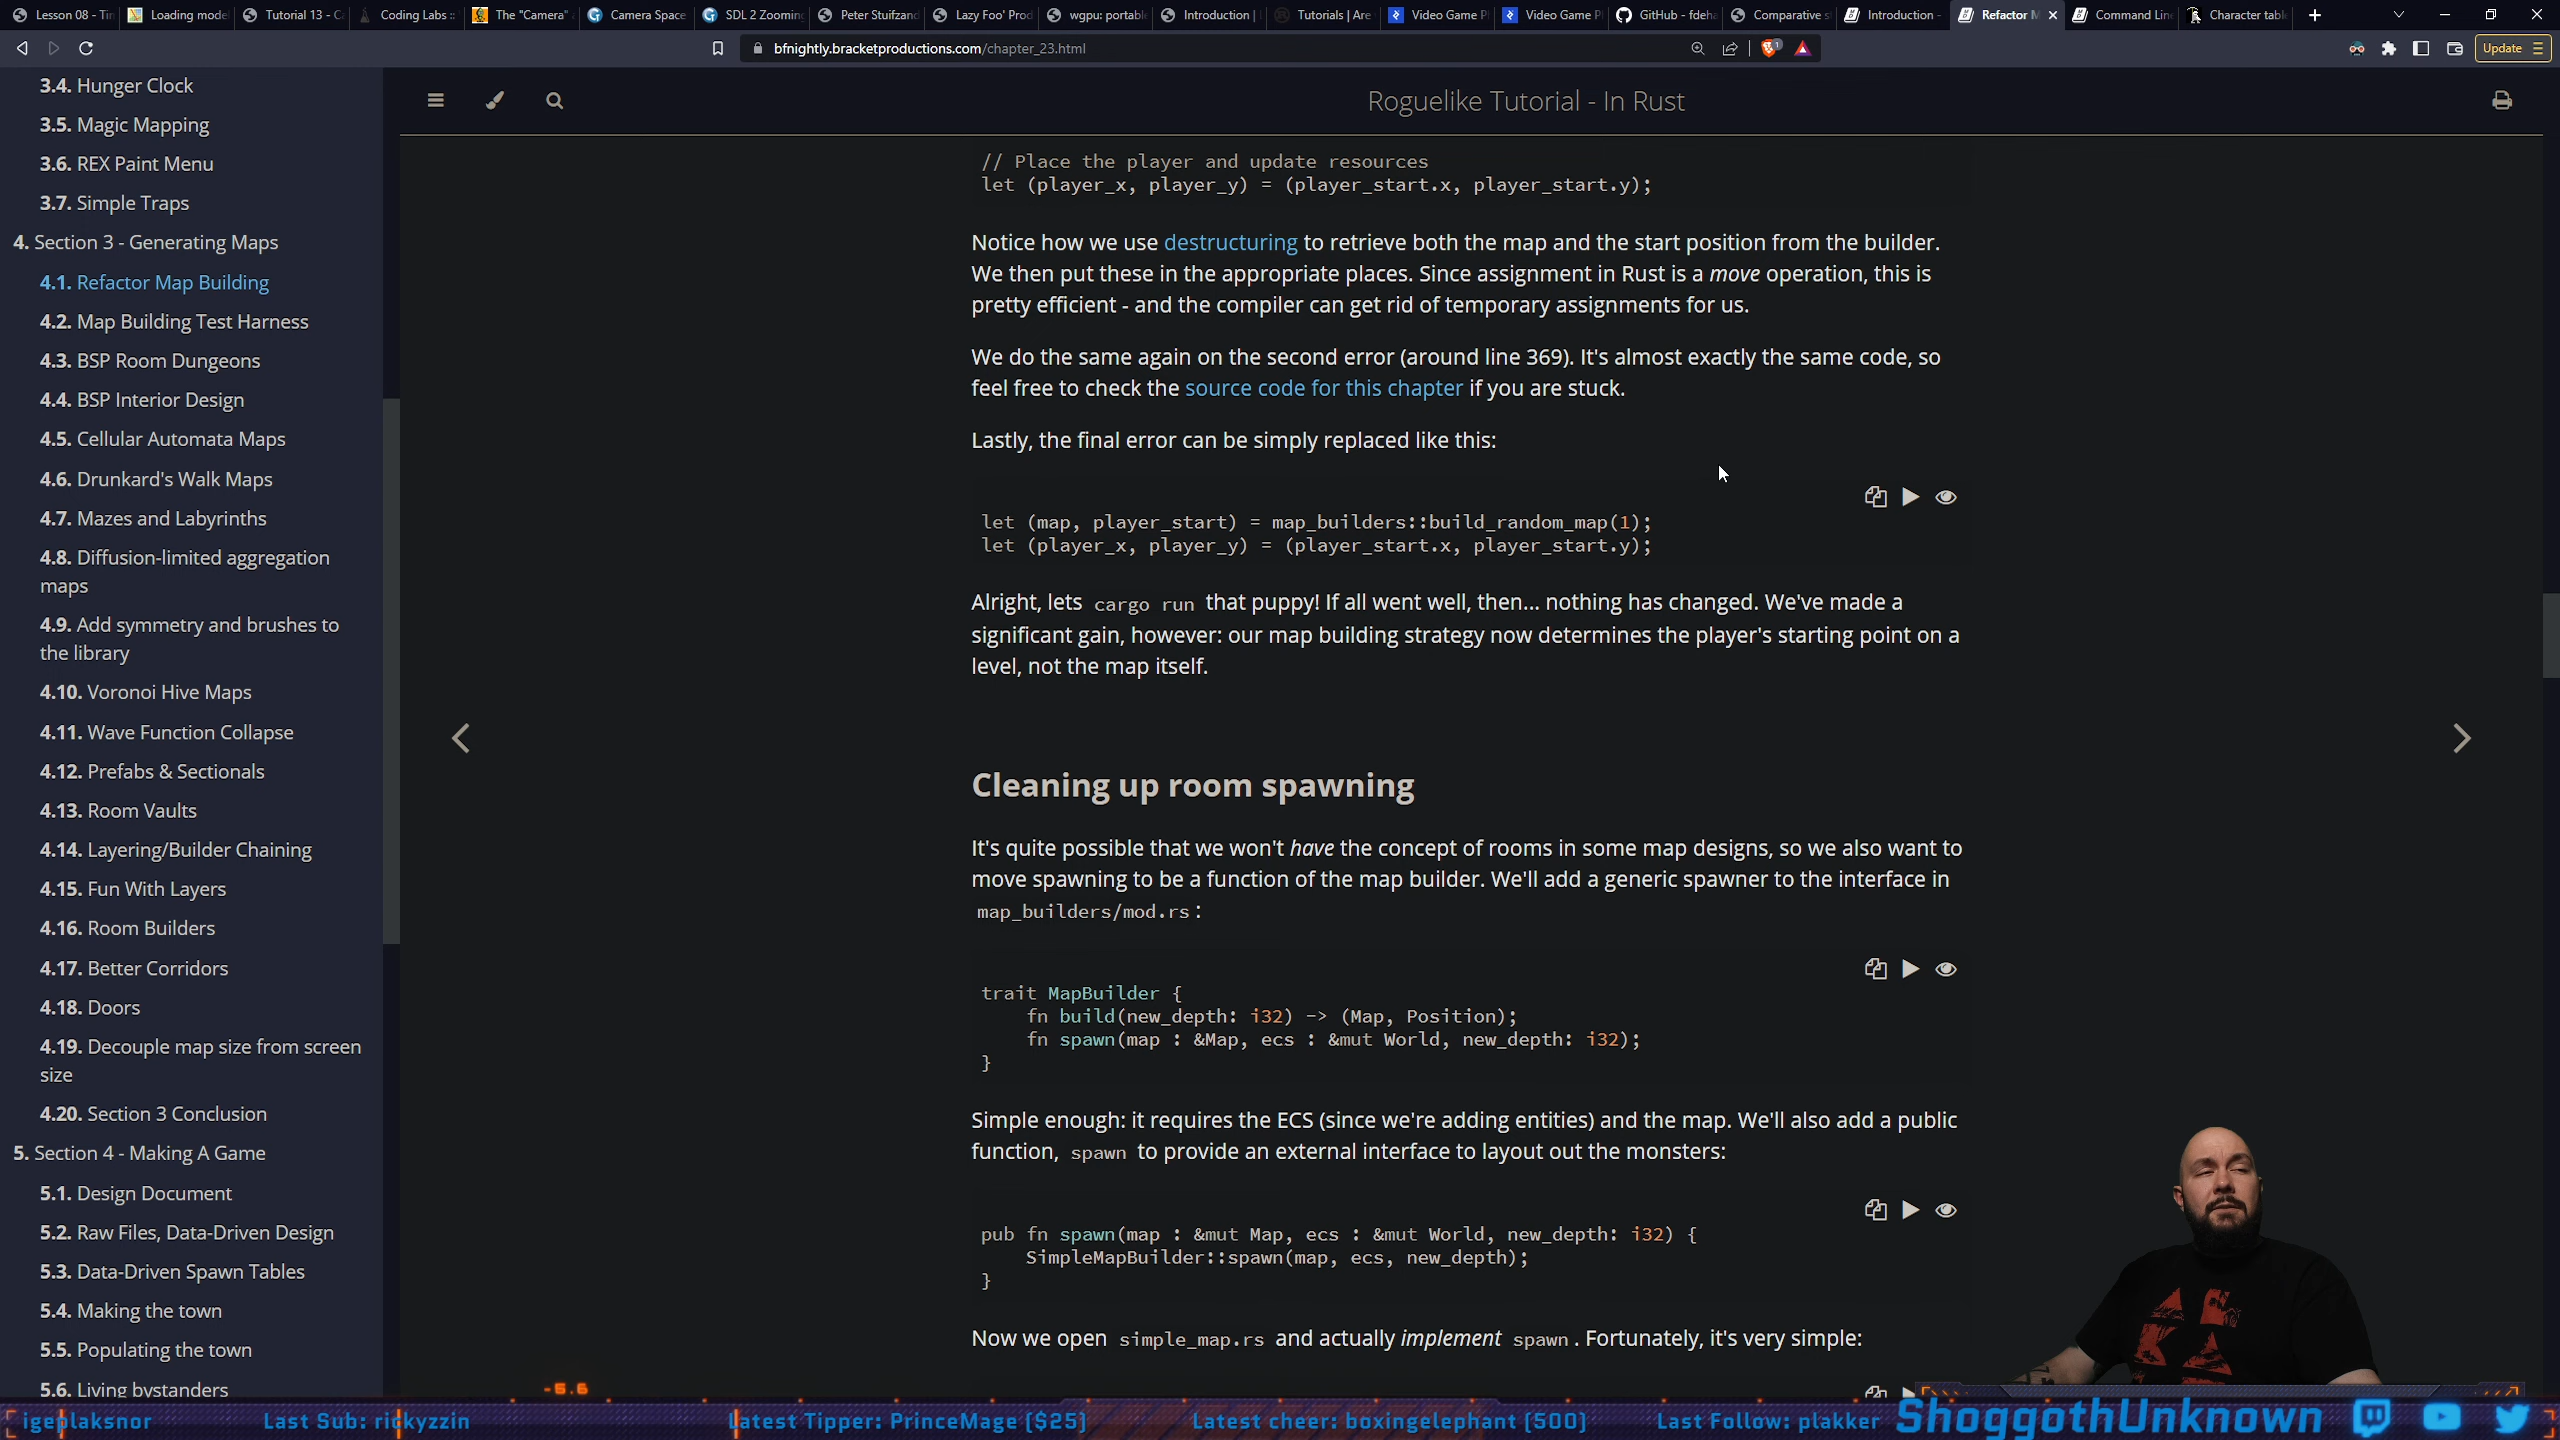 Lesson 08 - Tim
Loading mode
Tutorial 13 - Ca
Coding Labs ::
The "Camera"
Camera Space
SDL 2 Zooming
Peter Stuifzand
Lazy Foo' Prod
wgpu: portabl
Introduction |
Tutorials | Are
Video Game P
Video Game P
GitHub - fdeh
Comparative s
Introduction -
Refactor M
Command Lin
Character tabl
bfnightly.bracketproductions.com/chapter_23.html
Update
3.4. Hunger Clock
3.5. Magic Mapping
3.6. REX Paint Menu
3.7. Simple Traps
4. Section 3 - Generating Maps
4.1. Refactor Map Building
4.2. Map Building Test Harness
4.3. BSP Room Dungeons
4.4. BSP Interior Design
4.5. Cellular Automata Maps
4.6. Drunkard's Walk Maps
4.7. Mazes and Labyrinths
4.8. Diffusion-limited aggregation
maps
4.9. Add symmetry and brushes to
the library
4.10. Voronoi Hive Maps
4.11. Wave Function Collapse
4.12. Prefabs & Sectionals
4.13. Room Vaults
4.14. Layering/Builder Chaining
4.15. Fun With Layers
4.16. Room Builders
4.17. Better Corridors
4.18. Doors
4.19. Decouple map size from screen
size
4.20. Section 3 Conclusion
5. Section 4 - Making A Game
5.1. Design Document
5.2. Raw Files, Data-Driven Design
5.3. Data-Driven Spawn Tables
5.4. Making the town
5.5. Populating the town
5.6. Living bystanders
Roguelike Tutorial - In Rust
// Place the player and update resources
let (player_x, player_y) = (player_start.x, player_start.y);
Notice how we use destructuring to retrieve both the map and the start position from the builder.
We then put these in the appropriate places. Since assignment in Rust is a move operation, this is
pretty efficient - and the compiler can get rid of temporary assignments for us.
We do the same again on the second error (around line 369). It's almost exactly the same code, so
feel free to check the source code for this chapter if you are stuck.
Lastly, the final error can be simply replaced like this:
let (map, player_start) = map_builders::build_random_map(1);
let (player_x, player_y) = (player_start.x, player_start.y);
Alright, lets cargo run that puppy! If all went well, then... nothing has changed. We've made a
significant gain, however: our map building strategy now determines the player's starting point on a
level, not the map itself.
Cleaning up room spawning
It's quite possible that we won't have the concept of rooms in some map designs, so we also want to
move spawning to be a function of the map builder. We'll add a generic spawner to the interface in
map_builders/mod.rs:
trait MapBuilder {
fn build(new_depth: i32) -> (Map, Position);
fn spawn(map : &Map, ecs : &mut World, new_depth: i32);
}
Simple enough: it requires the ECS (since we're adding entities) and the map. We'll also add a public
function, spawn to provide an external interface to layout out the monsters:
pub fn spawn(map : &mut Map, ecs : &mut World, new_depth: i32) {
SimpleMapBuilder::spawn(map, ecs, new_depth);
}
Now we open simple_map.rs and actually implement spawn. Fortunately, it's very simple:
-5.6
igeplaksnor
Last Sub: rickyzzin
Latest Tipper: PrinceMage ($25)
Latest cheer: boxingelephant (500)
Last Follow: plakker
ShoggothUnknown